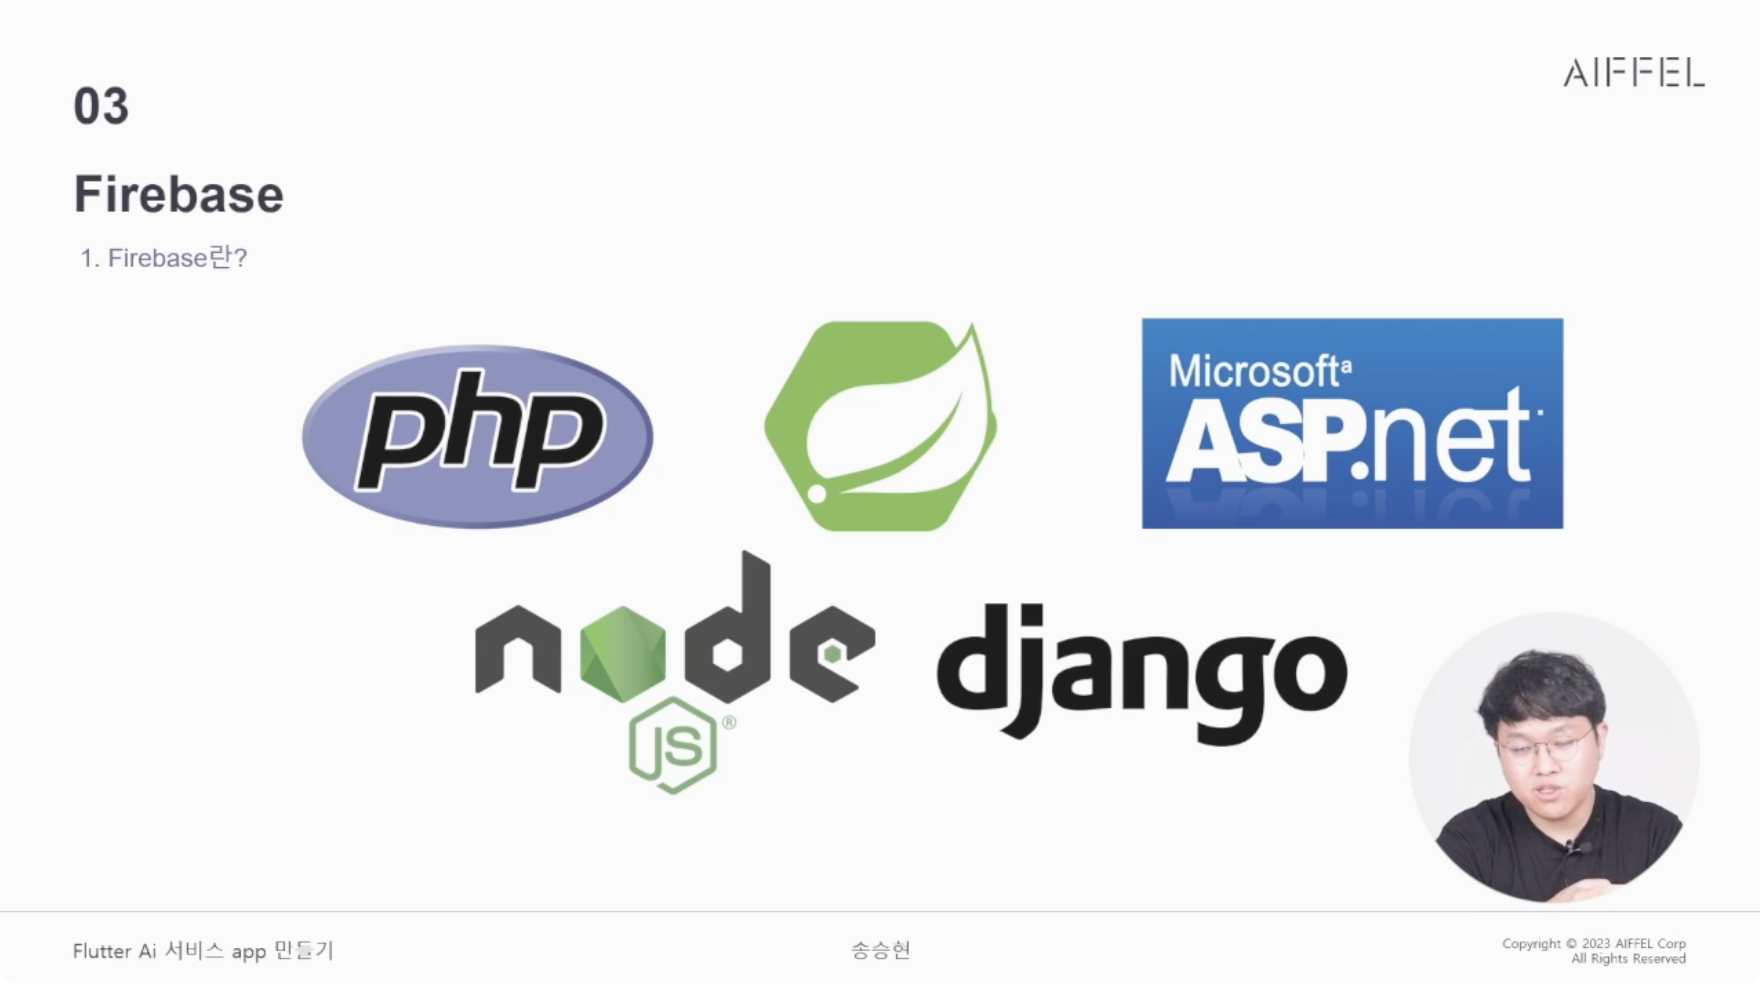 AIFFEL
03
Firebase
1. Firebase란?
php
Microsoftª
ASP.net
node
JS®
django
Flutter Ai 서비스 app 만들기
송승현
Copyright © 2023 AIFFEL Corp
All Rights Reserved